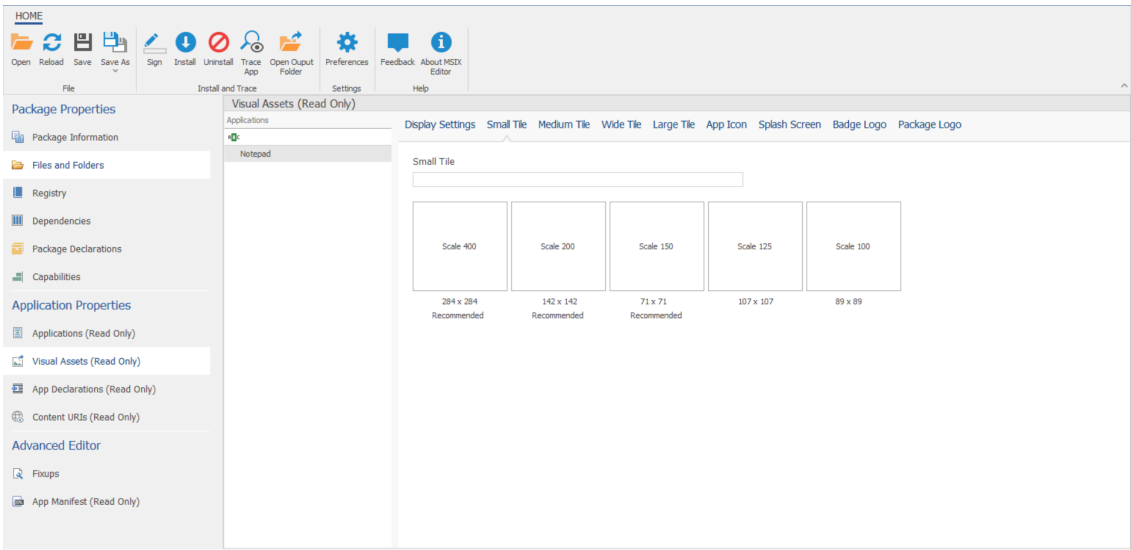 HOME
Open Reload Save Save As Sign Install Uninstall Trace App Open Ouput Folder Preferences Feedback About MSIX Editor
File Install and Trace Settings Help
Package Properties
Package Information
Files and Folders
Registry
Dependencies
Package Declarations
Capabilities
Application Properties
Applications (Read Only)
Visual Assets (Read Only)
App Declarations (Read Only)
Content URIs (Read Only)
Advanced Editor
Fixups
App Manifest (Read Only)
Visual Assets (Read Only)
Applications
Notepad
Display Settings Small Tile Medium Tile Wide Tile Large Tile App Icon Splash Screen Badge Logo Package Logo
Small Tile
Scale 400 Scale 200 Scale 150 Scale 125 Scale 100
284 x 284 142 x 142 71 x 71 107 x 107 89 x 89
Recommended Recommended Recommended